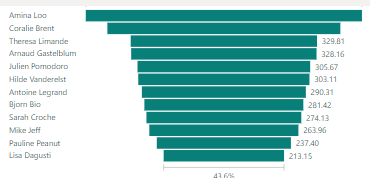 Amina Loo
Coralie Brent
Theresa Limande 329.81
Arnaud Gastelblum 328.16
Julien Pomodoro 305.67
Hilde Vanderelst 303.11
Antoine Legrand 290.31
Bjorn Bio 281.42
Sarah Croche 274.13
Mike Jeff 263.96
Pauline Peanut 237.40
Lisa Dagusti 213.15
43.6%